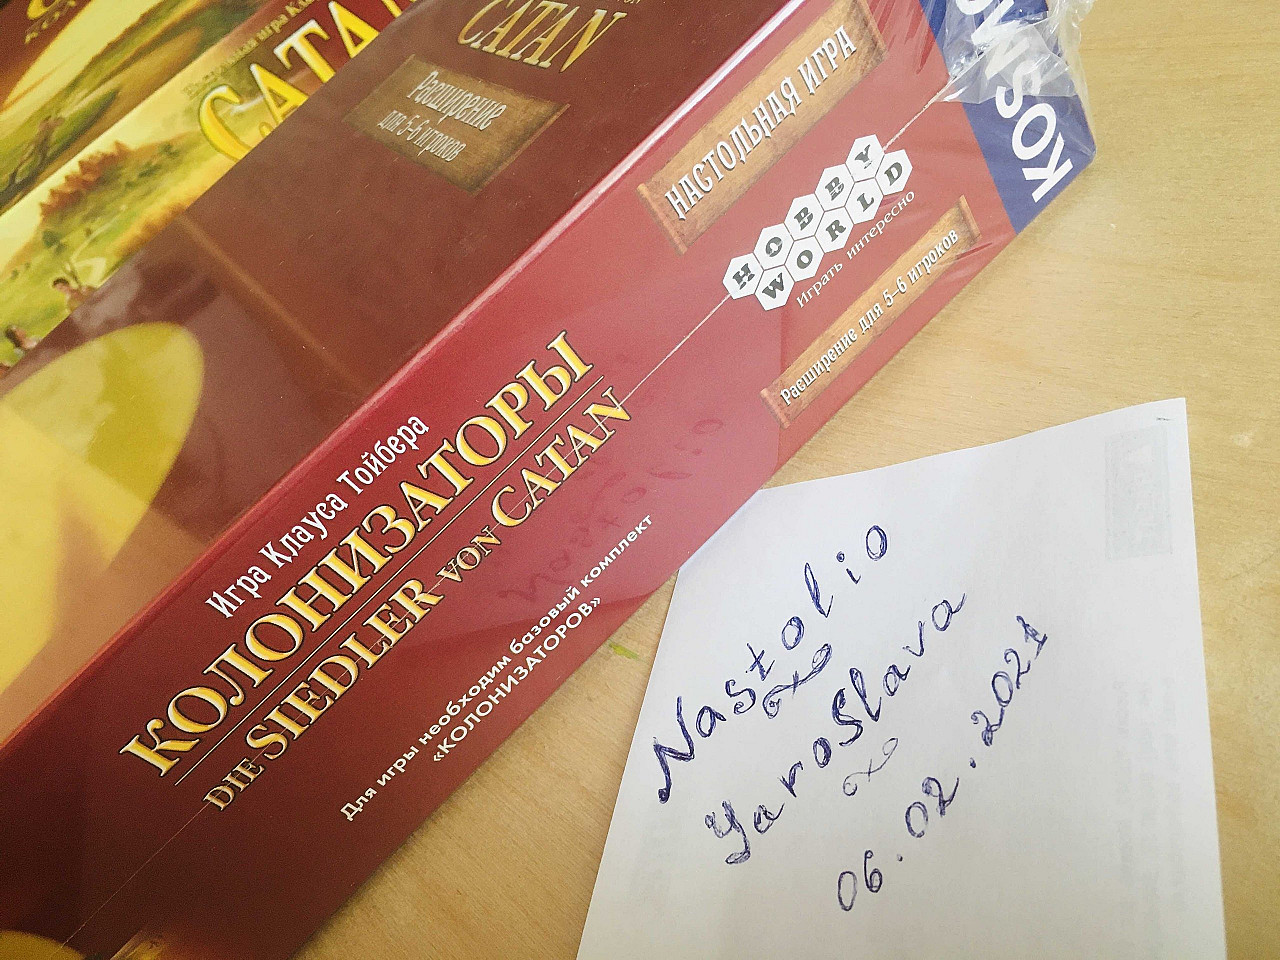 CATAN
CATAN
Расширение
для 5-6 игроков
НАСТОЛЬНАЯ ИГРА
KOSMOS
HOBBY
WORLD
Играть интересно
Расширение для 5–6 игроков
Игра Клауса Тойбера
КОЛОНИЗАТОРЫ
DIE SIEDLER VON CATAN
Для игры необходим базовый комплект
«КОЛОНИЗАТОРОВ»
Nastolio
Yaroslava
06.02.2021